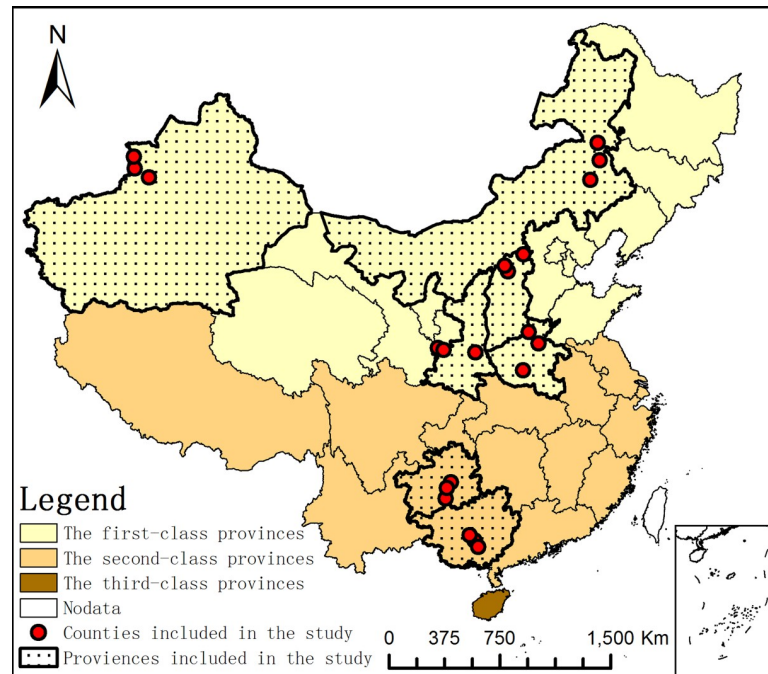 N
Legend
The first-class provinces
The second-class provinces
The third-class provinces
Nodata
Counties included in the study
Proviences included in the study
0 375 750 1,500 Km